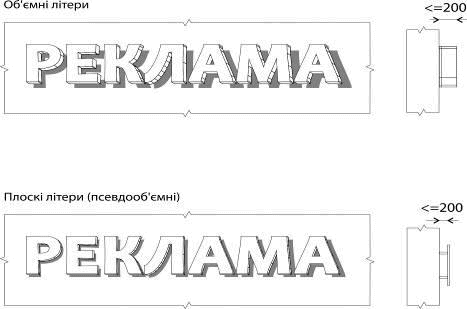 Об'ємні літери
<=200
РЕКЛАМА
Плоскі літери (псевдооб'ємні)
<=200
РЕКЛАМА